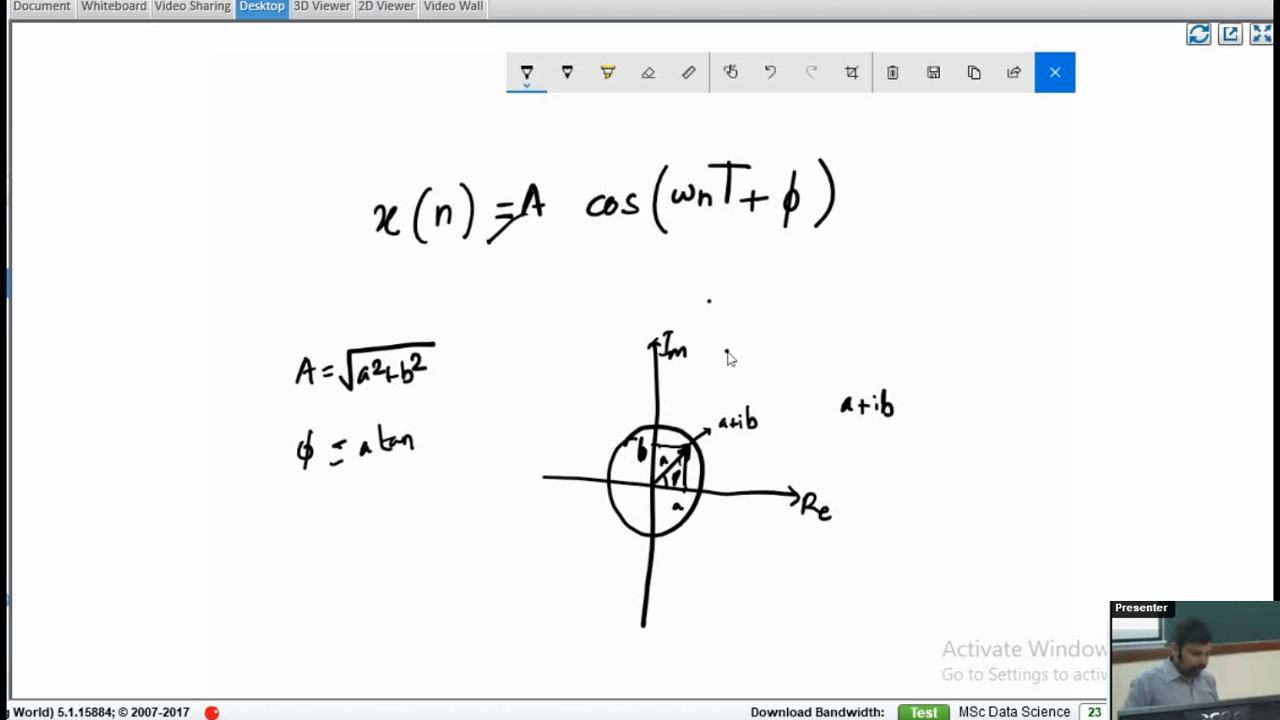 Document Whiteboard Video Sharing Desktop 3D Viewer 2D Viewer Video Wall
x(n) = A cos(ωnT + ϕ)
Im
A = √a²+b²
a+ib
a+ib
b
ϕ = a tan
a
Re
Presenter
Activate Window
Go to Settings to activ
World) 5.1.15884; © 2007-2017 Download Bandwidth: Test MSc Data Science 23